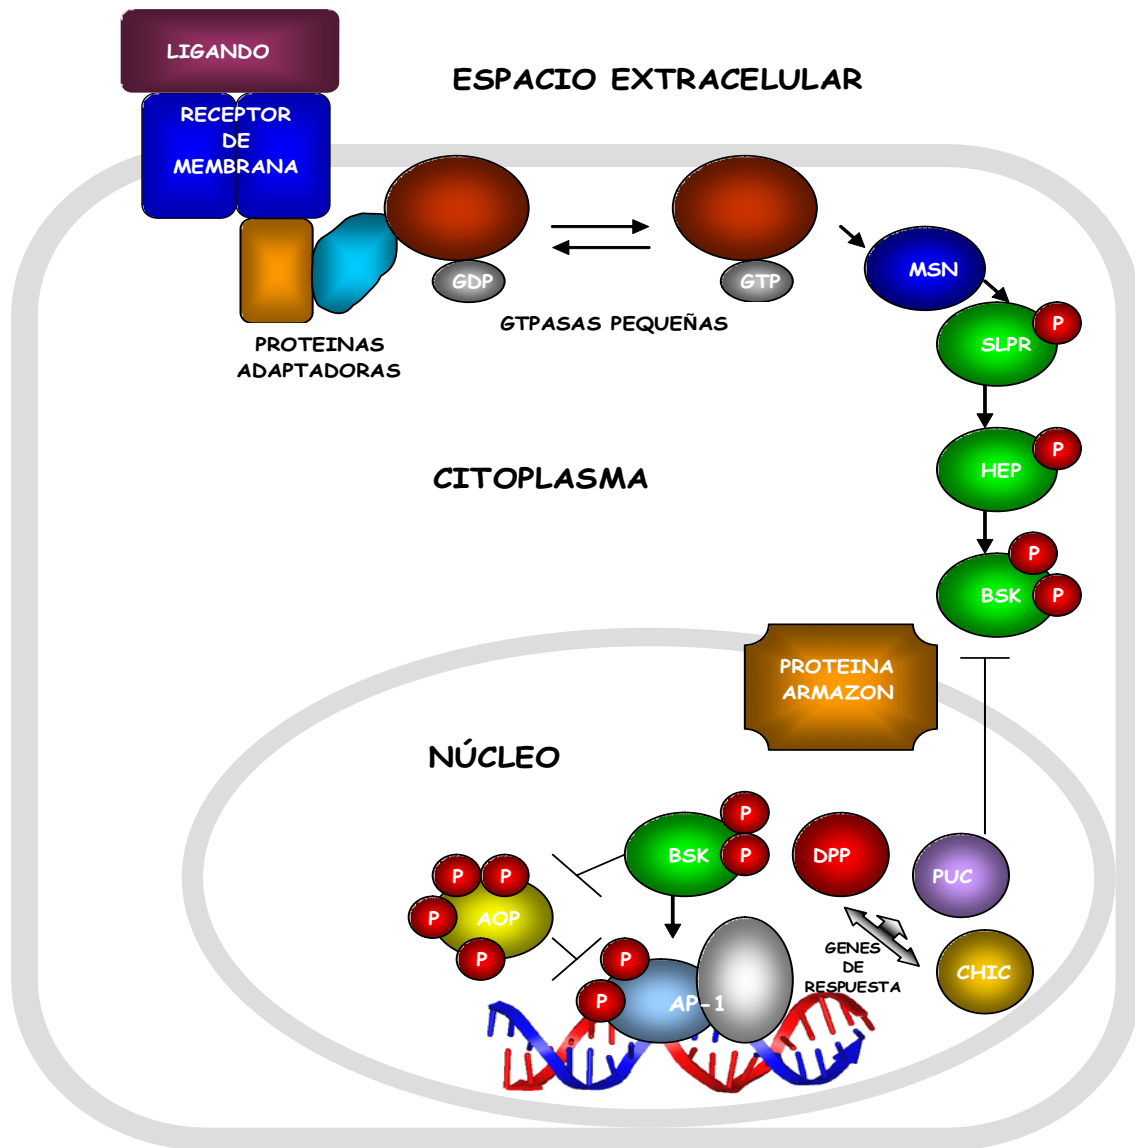 LIGANDO
ESPACIO EXTRACELULAR
RECEPTOR
DE
MEMBRANA
GDP
GTP
MSN
GTPASAS PEQUEÑAS
PROTEINAS
ADAPTADORAS
P
SLPR
CITOPLASMA
P
HEP
P
BSK
P
PROTEINA
ARMAZON
NÚCLEO
P
BSK
P
DPP
PUC
P
P
P
AOP
P
GENES
DE
RESPUESTA
CHIC
P
P
AP-1